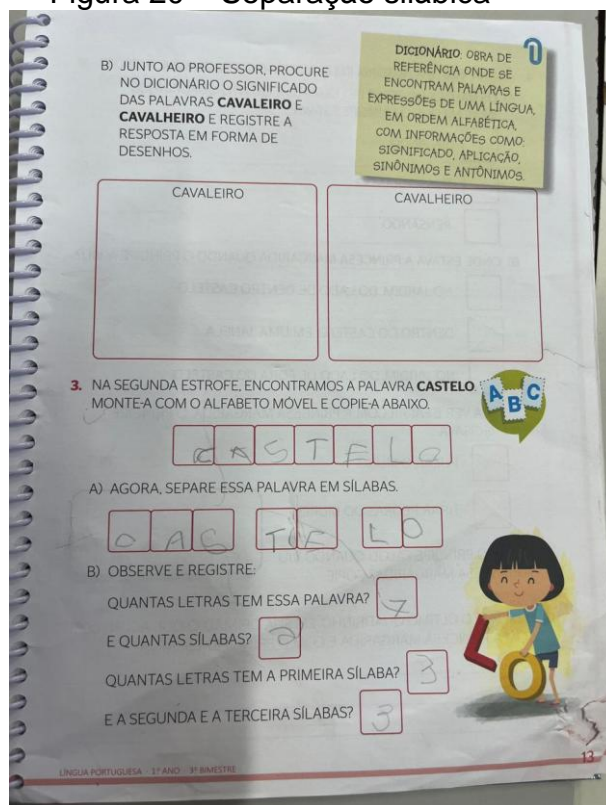 Figura 20 – Separação silábica
B) JUNTO AO PROFESSOR, PROCURE
NO DICIONÁRIO O SIGNIFICADO
DAS PALAVRAS CAVALEIRO E
CAVALHEIRO E REGISTRE A
RESPOSTA EM FORMA DE
DESENHOS.
DICIONÁRIO: OBRA DE
REFERÊNCIA ONDE SE
ENCONTRAM PALAVRAS E
EXPRESSÕES DE UMA LÍNGUA,
EM ORDEM ALFABÉTICA,
COM INFORMAÇÕES COMO:
SIGNIFICADO, APLICAÇÃO,
SINÔNIMOS E ANTÔNIMOS.
CAVALEIRO
CAVALHEIRO
3. NA SEGUNDA ESTROFE, ENCONTRAMOS A PALAVRA CASTELO.
MONTE-A COM O ALFABETO MÓVEL E COPIE-A ABAIXO.
A B C
C A S T E L O
A) AGORA, SEPARE ESSA PALAVRA EM SÍLABAS.
LO
B) OBSERVE E REGISTRE:
QUANTAS LETRAS TEM ESSA PALAVRA? 7
E QUANTAS SÍLABAS?
QUANTAS LETRAS TEM A PRIMEIRA SÍLABA? 3
E A SEGUNDA E A TERCEIRA SÍLABAS? 3
LO
LÍNGUA PORTUGUESA - 1º ANO - 3º BIMESTRE
13